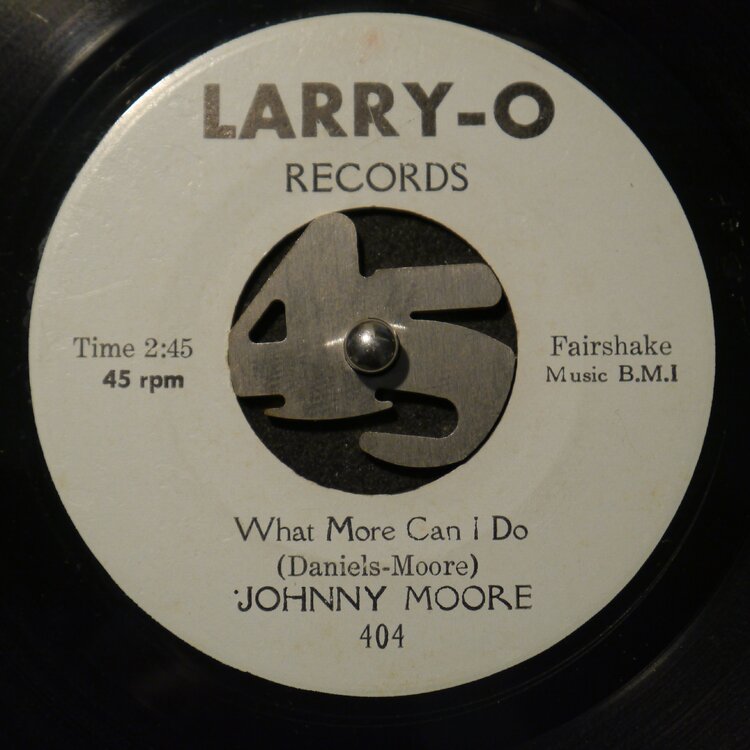 LARRY-O
RECORDS
45
Time 2:45
45 rpm
Fairshake
Music B.M.I
What More Can I Do
(Daniels-Moore)
JOHNNY MOORE
404